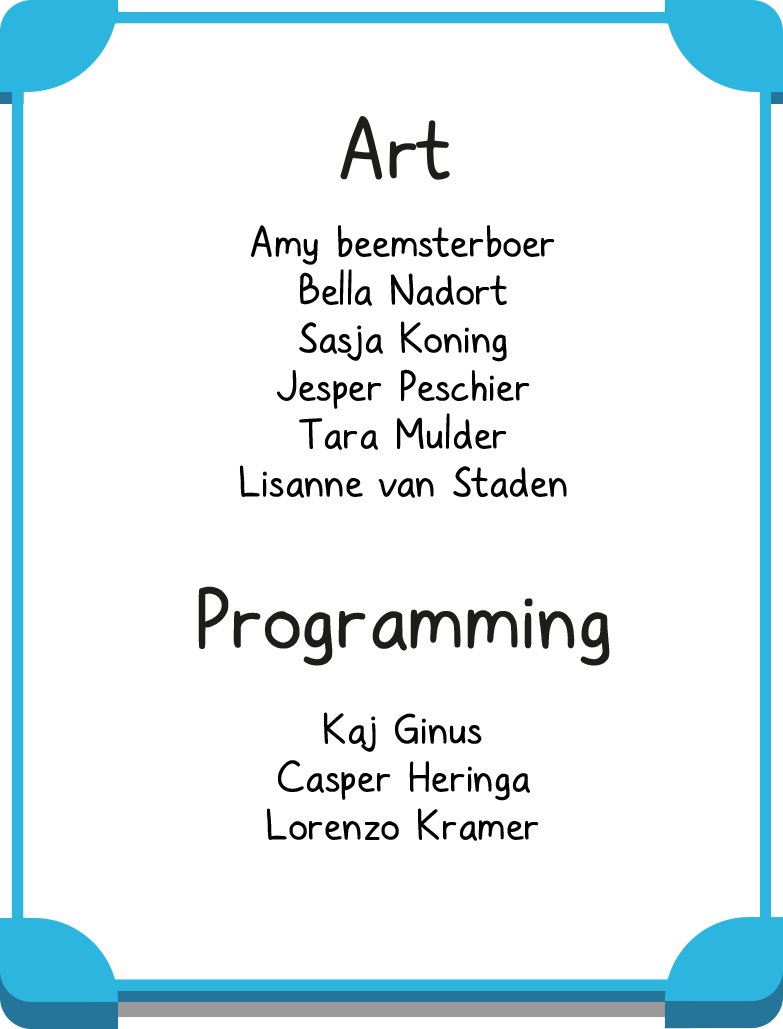 Art
Amy beemsterboer
Bella Nadort
Sasja Koning
Jesper Peschier
Tara Mulder
Lisanne van Staden
Programming
Kaj Ginus
Casper Heringa
Lorenzo Kramer